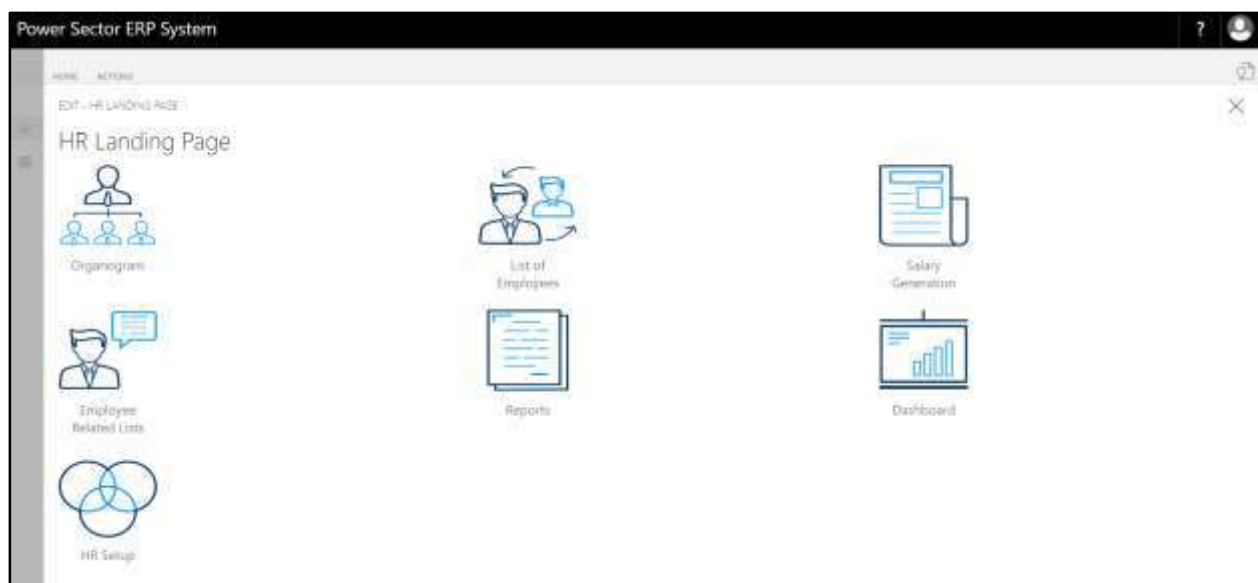 Power Sector ERP System
?
HOME ACTIONS
EDIT - HR LANDING PAGE
HR Landing Page
Organogram
List of
Employees
Salary
Generation
Employee
Related Lists
Reports
Dashboard
HR Setup